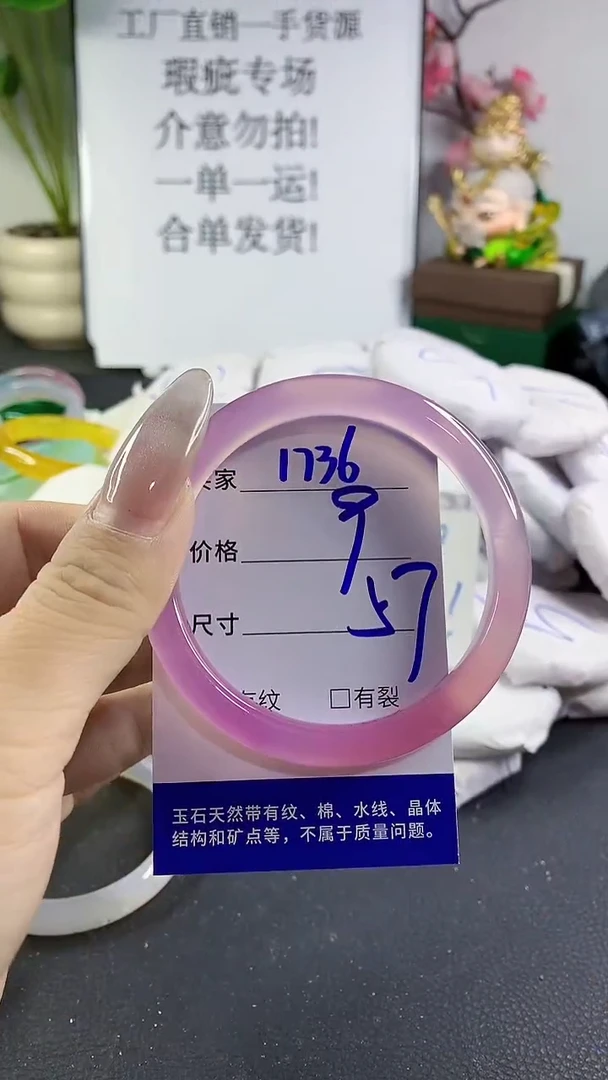 工厂直销一手货源
瑕疵专场
介意勿拍!
一单一运!
合单发货!
家 1736
价格 9
尺寸 57
纹 □有裂
玉石天然带有纹、棉、水线、晶体
结构和矿点等，不属于质量问题。